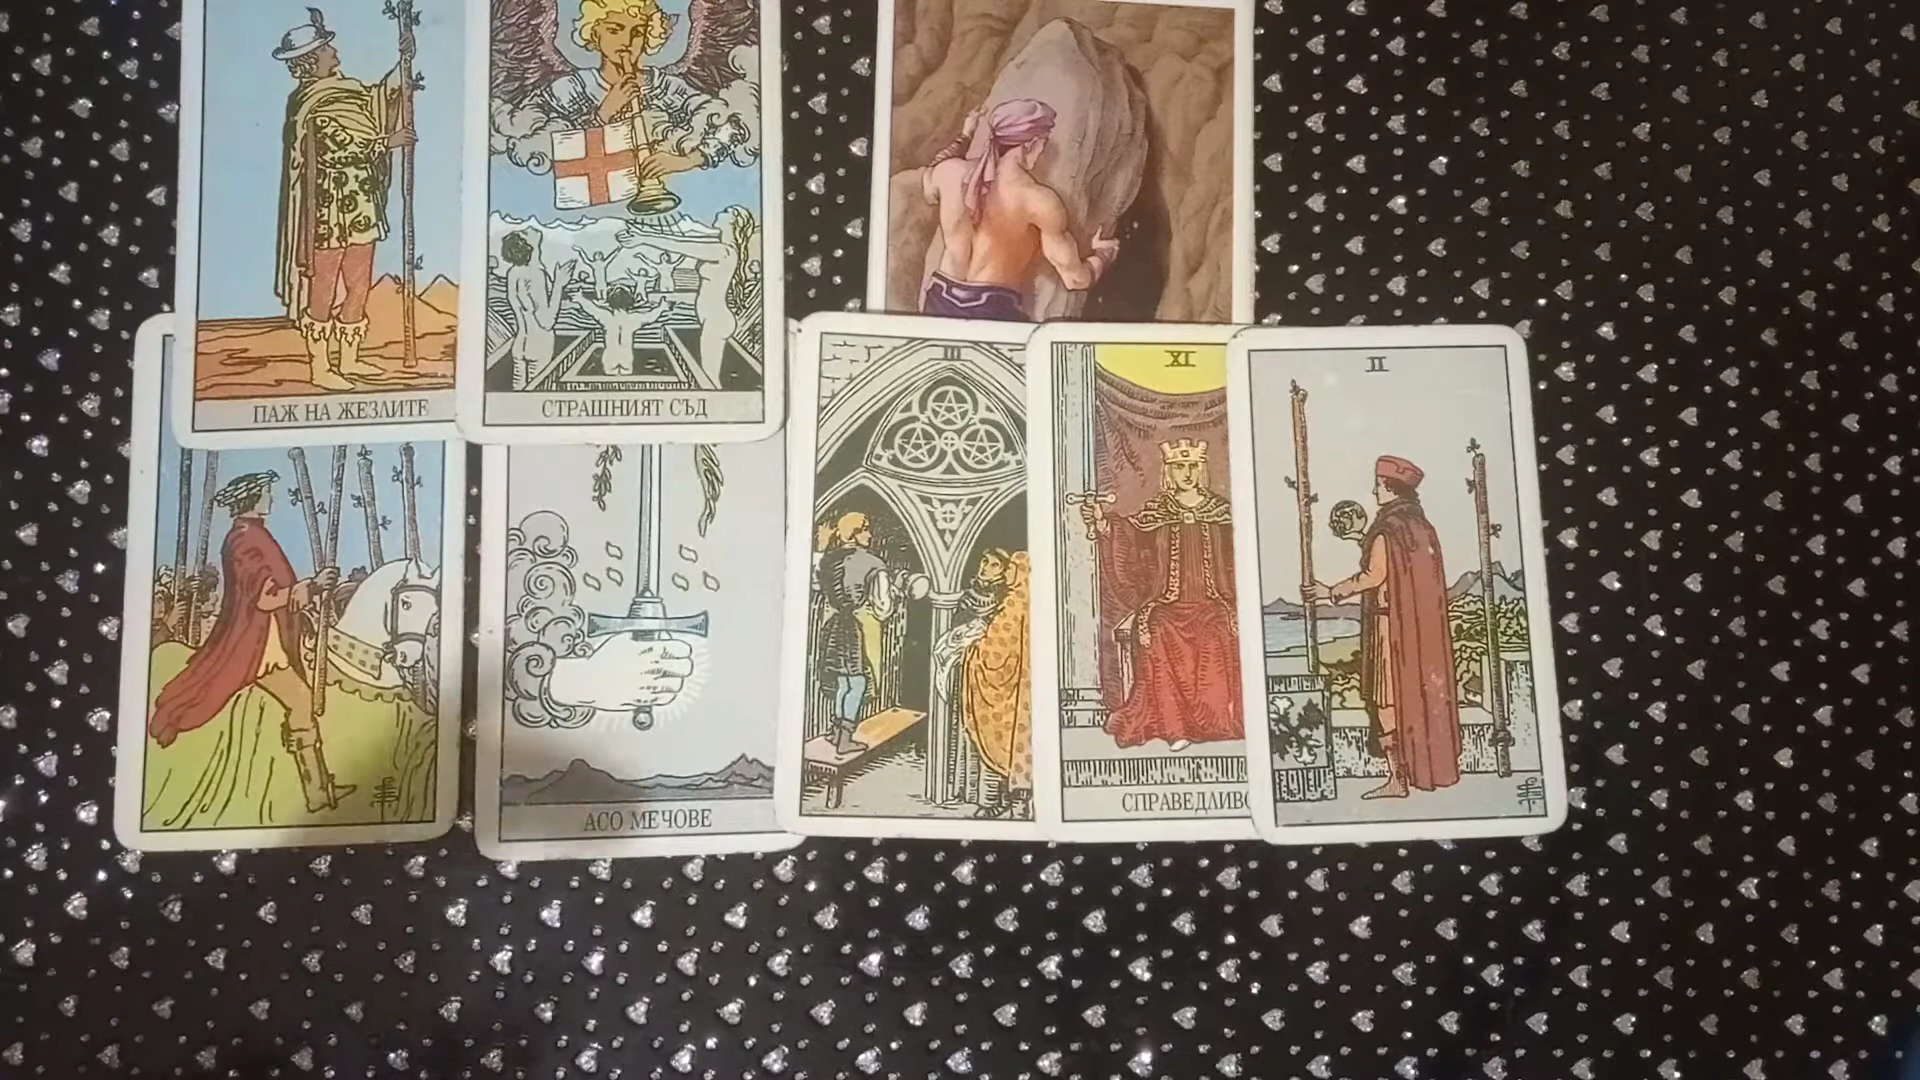 ПАЖ НА ЖЕЗЛИТЕ
СТРАШНИЯТ СЪД
III
XI
II
АСО МЕЧОВЕ
СПРАВЕДЛИВО